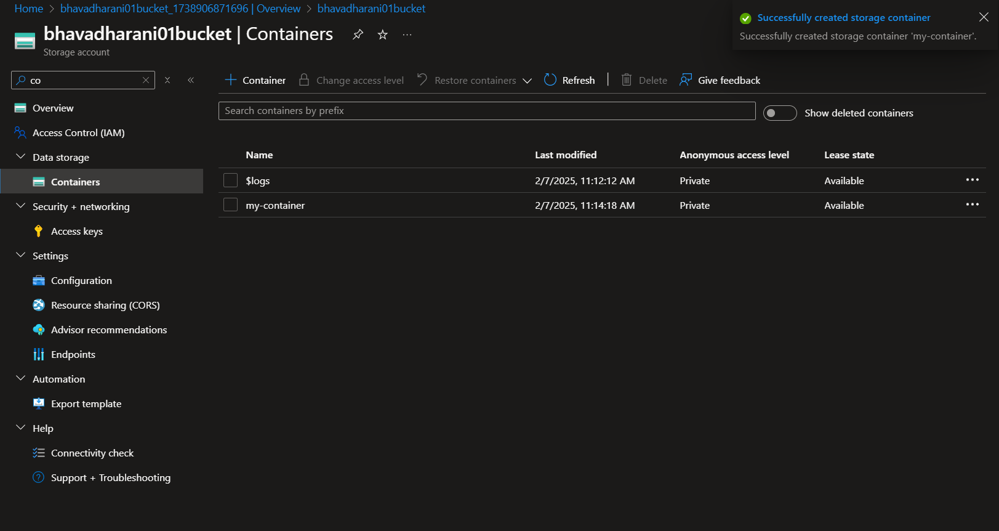 Home > bhavadharani01bucket_1738906871696 | Overview > bhavadharani01bucket
Successfully created storage container
Successfully created storage container 'my-container'.
bhavadharani01bucket | Containers
Storage account
co
Container
Change access level
Restore containers
Refresh
Delete
Give feedback
Overview
Access Control (IAM)
Data storage
Containers
Security + networking
Access keys
Settings
Configuration
Resource sharing (CORS)
Advisor recommendations
Endpoints
Automation
Export template
Help
Connectivity check
Support + Troubleshooting
Search containers by prefix
Show deleted containers
Name Last modified Anonymous access level Lease state
$logs 2/7/2025, 11:12:12 AM Private Available
my-container 2/7/2025, 11:14:18 AM Private Available